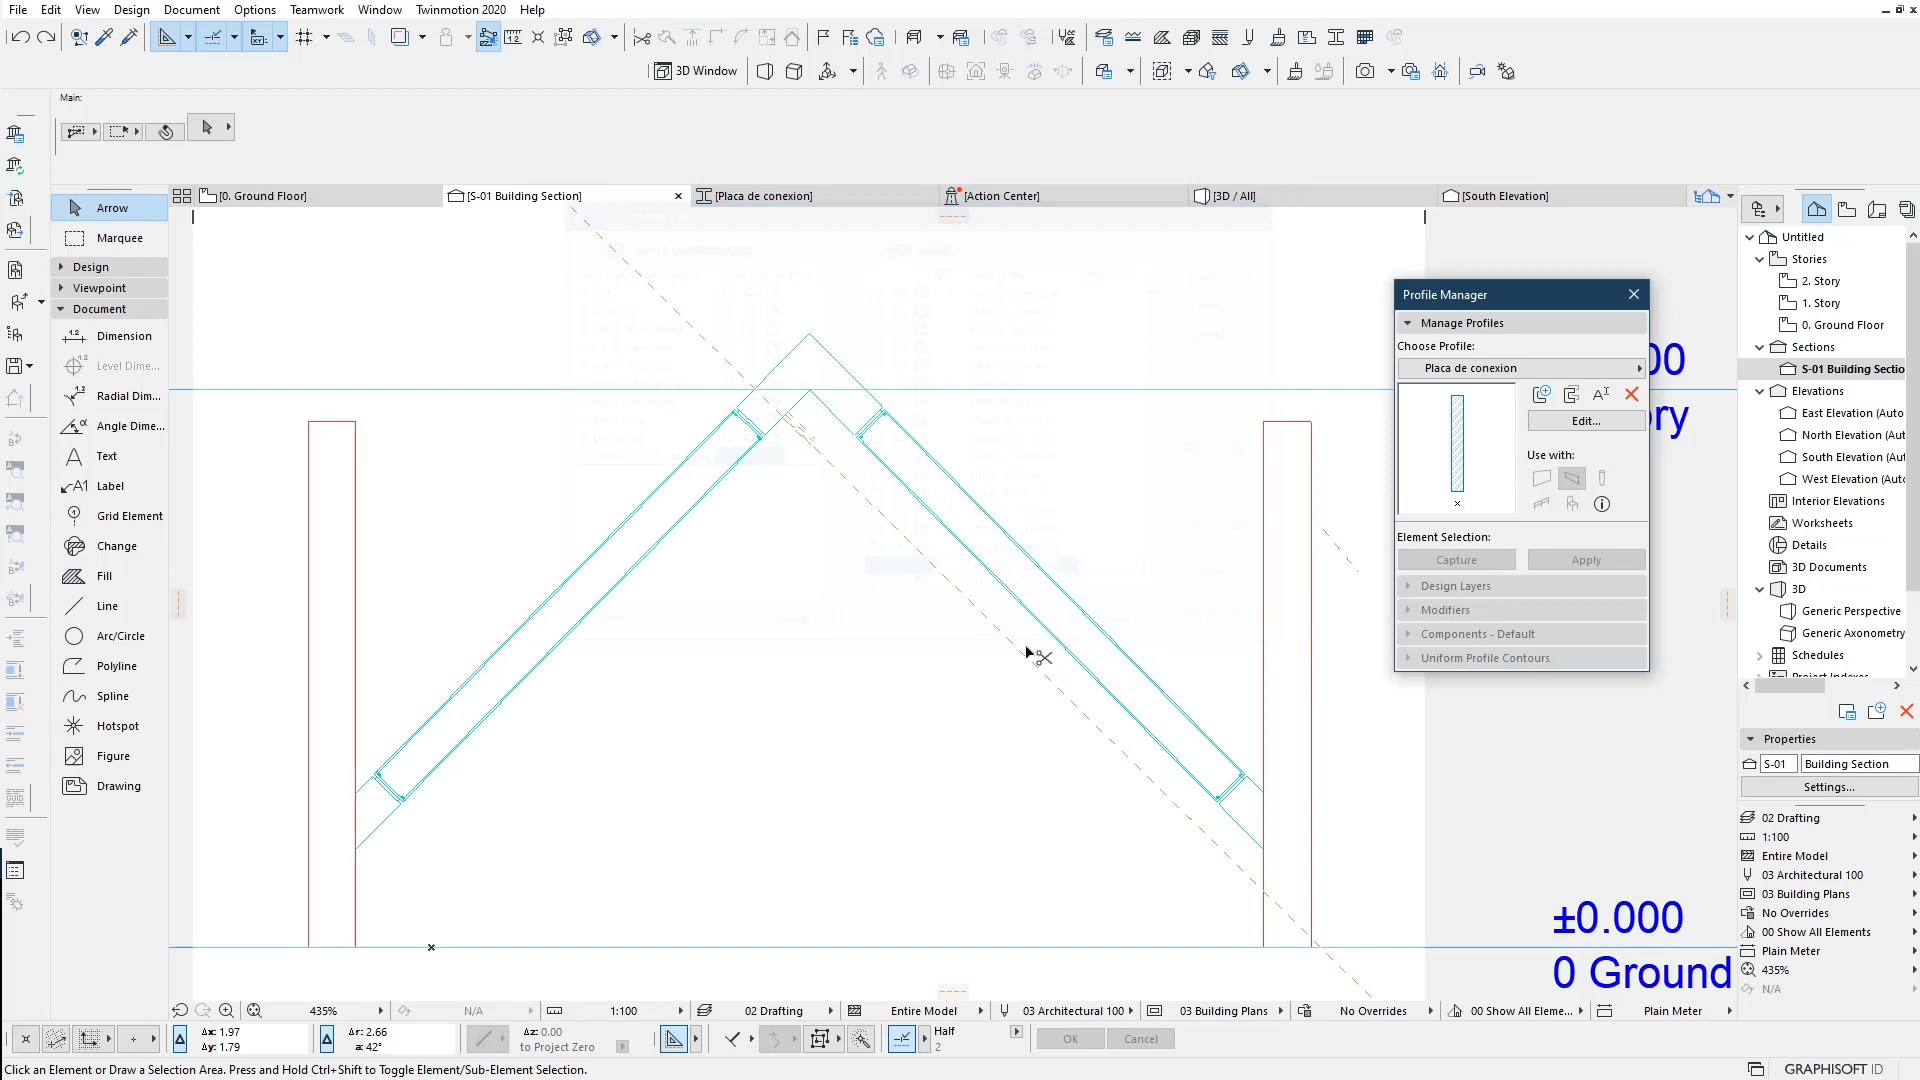 File Edit View Design Document Options Teamwork Window Twinmotion 2020 Help
3D Window
Main:
[0. Ground Floor]
[S-01 Building Section]
[Placa de conexion]
[Action Center]
[3D / All]
[South Elevation]
Arrow
Marquee
Design
Viewpoint
Document
Dimension
Level Dime...
Radial Dim...
Angle Dime...
Text
Label
Grid Element
Change
Fill
Line
Arc/Circle
Polyline
Spline
Hotspot
Figure
Drawing
Profile Manager
Manage Profiles
Choose Profile:
Placa de conexion
Edit...
Use with:
Element Selection:
Capture
Apply
Design Layers
Modifiers
Components - Default
Uniform Profile Contours
±0.000
0 Ground
Untitled
Stories
2. Story
1. Story
0. Ground Floor
Sections
S-01 Building Sectio
Elevations
East Elevation (Auto
North Elevation (Aut
South Elevation (Aut
West Elevation (Auto
Interior Elevations
Worksheets
Details
3D Documents
3D
Generic Perspective
Generic Axonometry
Schedules
Properties
S-01 Building Section
Settings...
02 Drafting
1:100
Entire Model
03 Architectural 100
03 Building Plans
No Overrides
00 Show All Elements
Plain Meter
435%
N/A
435% N/A 1:100 02 Drafting Entire Model 03 Architectural 100 03 Building Plans No Overrides 00 Show All Eleme... Plain Meter
Δx: 1.97
Δy: 1.79
Δr: 2.66
a: 42°
Δz: 0.00
to Project Zero
Half
2
OK
Cancel
Click an Element or Draw a Selection Area. Press and Hold Ctrl+Shift to Toggle Element/Sub-Element Selection.
GRAPHISOFT ID